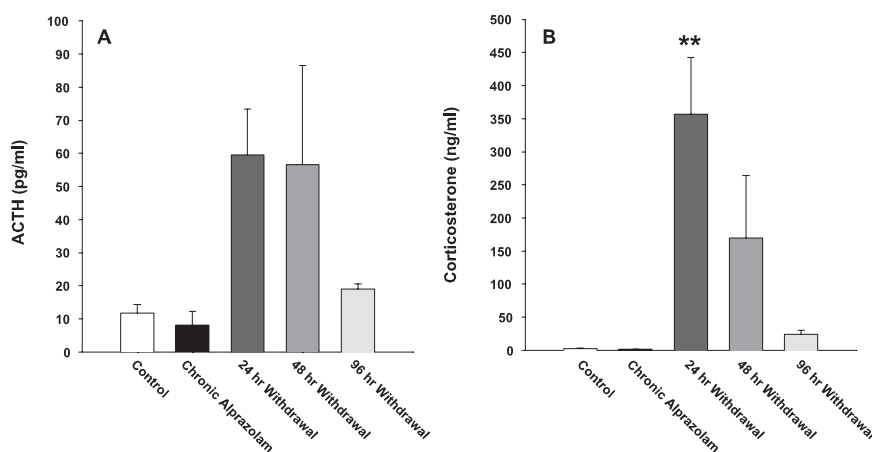 A
ACTH (pg/ml)
100
90
80
70
60
50
40
30
20
10
0
Control
Chronic Alprazolam
24 hr Withdrawal
48 hr Withdrawal
96 hr Withdrawal
B
**
Corticosterone (ng/ml)
500
450
400
350
300
250
200
150
100
50
0
Control
Chronic Alprazolam
24 hr Withdrawal
48 hr Withdrawal
96 hr Withdrawal